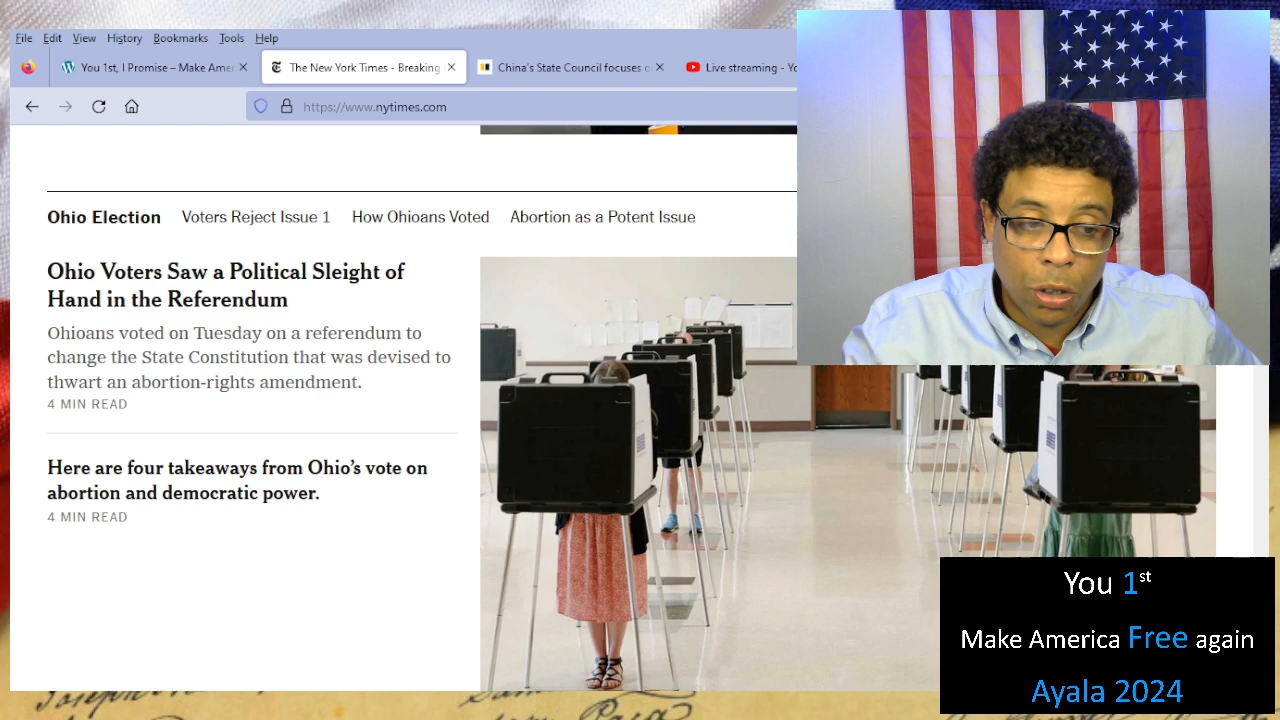 File Edit View History Bookmarks Tools Help
You 1st, I Promise – Make Amer
The New York Times - Breaking
China's State Council focuses o
Live streaming - Yo
https://www.nytimes.com
Ohio Election Voters Reject Issue 1 How Ohioans Voted Abortion as a Potent Issue
Ohio Voters Saw a Political Sleight of
Hand in the Referendum
Ohioans voted on Tuesday on a referendum to
change the State Constitution that was devised to
thwart an abortion-rights amendment.
4 MIN READ
Here are four takeaways from Ohio's vote on
abortion and democratic power.
4 MIN READ
You 1st
Make America Free again
Ayala 2024